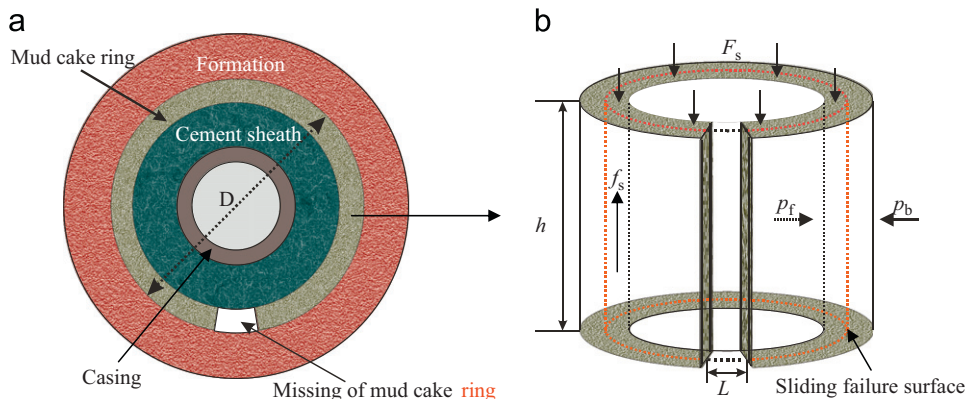 a
Mud cake ring
Formation
Cement sheath
D
Casing
Missing of mud cake ring
b
F_s
h
f_s
p_f
p_b
L
Sliding failure surface